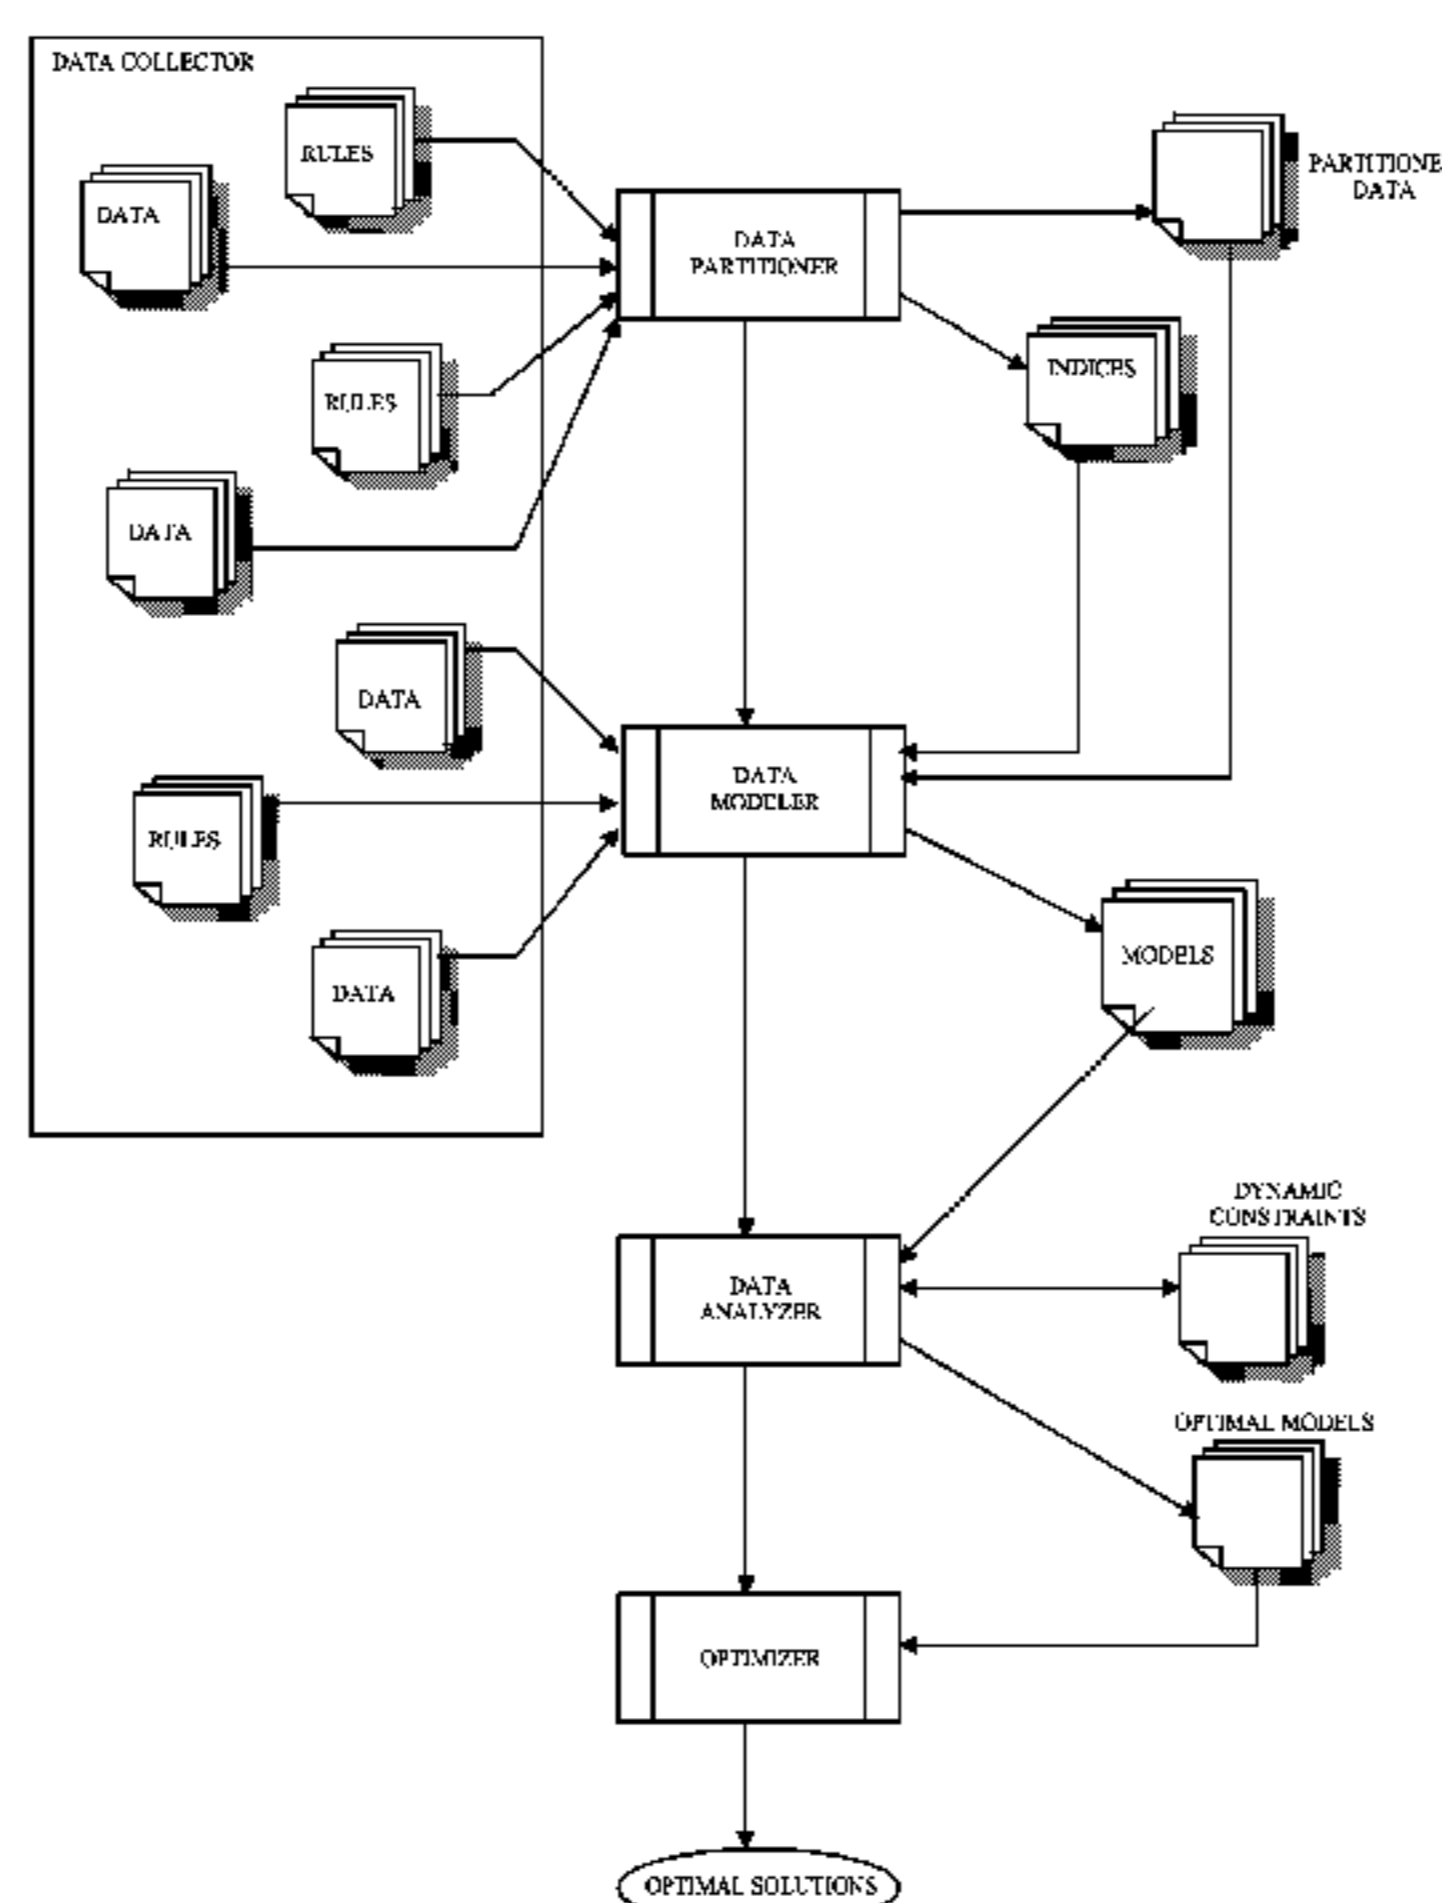 DATA COLLECTOR
RULES
DATA
DATA
PARTITIONER
PARTITIONE
DATA
INDICES
RULES
DATA
DATA
DATA
MODELER
RULES
MODELS
DATA
DYNAMIC
CONSTRAINTS
DATA
ANALYZER
OPTIMAL MODELS
OPTIMIZER
OPTIMAL SOLUTIONS